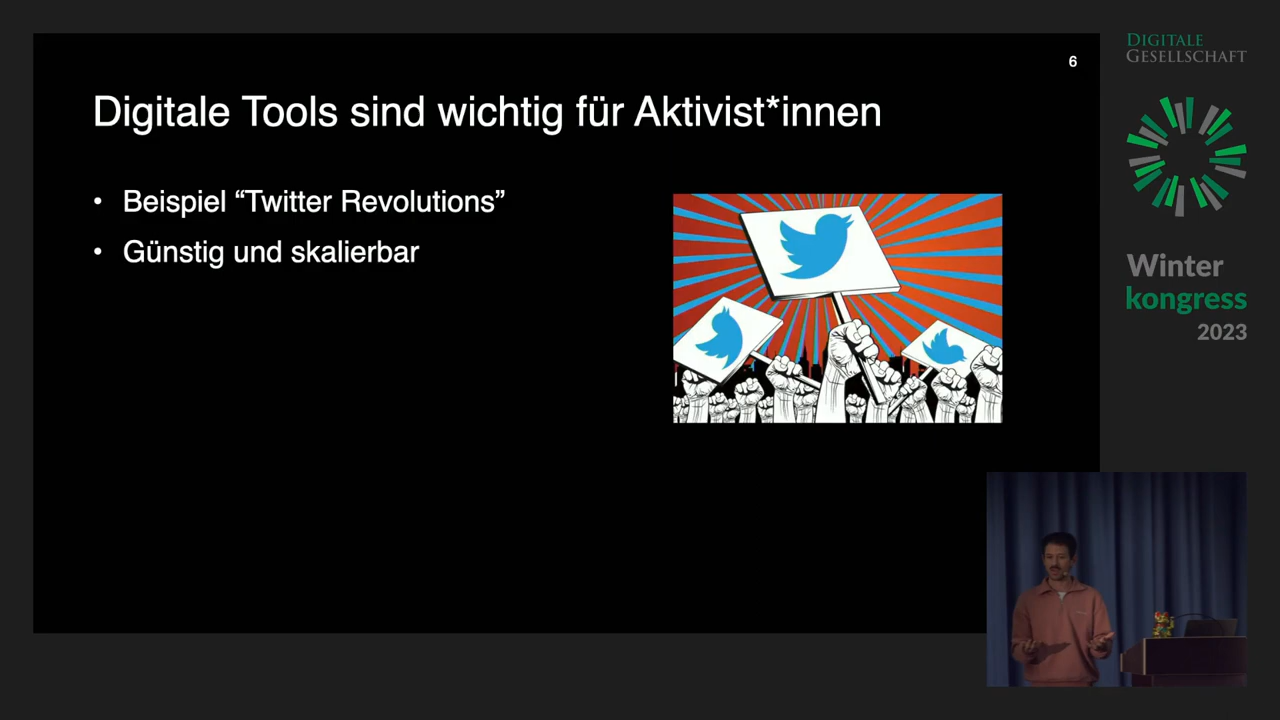 6
Digitale Tools sind wichtig für Aktivist*innen
• Beispiel “Twitter Revolutions”
• Günstig und skalierbar
DIGITALE
GESELLSCHAFT
Winter
kongress
2023